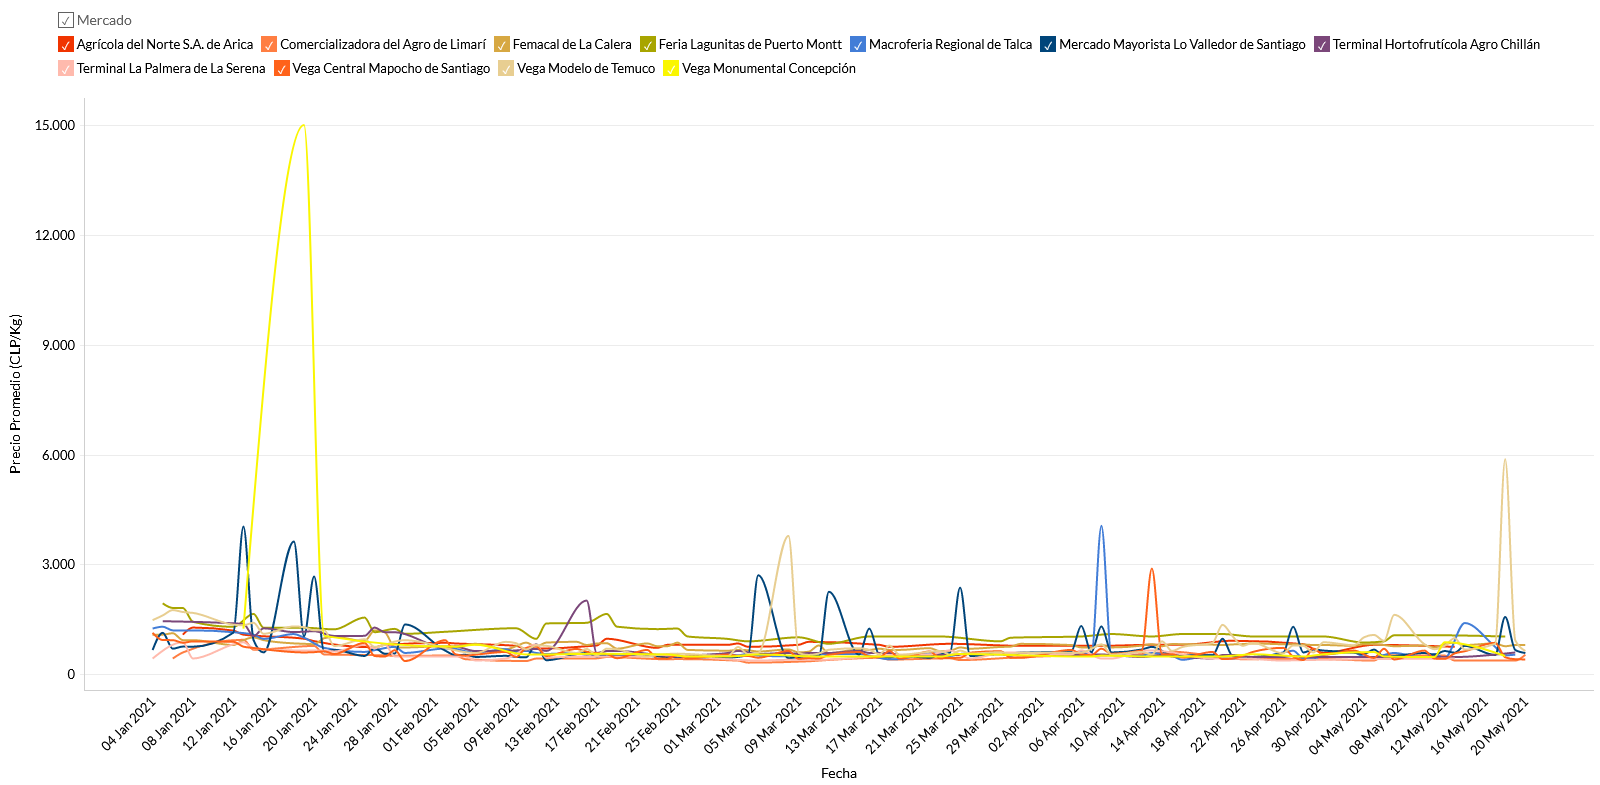 Mercado
Agrícola del Norte S.A. de Arica Comercializadora del Agro de Limarí Femacal de La Calera Feria Lagunitas de Puerto Montt Macroferia Regional de Talca Mercado Mayorista Lo Valledor de Santiago Terminal Hortofrutícola Agro Chillán
Terminal La Palmera de La Serena Vega Central Mapocho de Santiago Vega Modelo de Temuco Vega Monumental Concepción
15.000
12.000
9.000
6.000
3.000
0
Precio Promedio (CLP/Kg)
04 Jan 2021 08 Jan 2021 12 Jan 2021 16 Jan 2021 20 Jan 2021 24 Jan 2021 28 Jan 2021 01 Feb 2021 05 Feb 2021 09 Feb 2021 13 Feb 2021 17 Feb 2021 21 Feb 2021 25 Feb 2021 01 Mar 2021 05 Mar 2021 09 Mar 2021 13 Mar 2021 17 Mar 2021 21 Mar 2021 25 Mar 2021 29 Mar 2021 02 Apr 2021 06 Apr 2021 10 Apr 2021 14 Apr 2021 18 Apr 2021 22 Apr 2021 26 Apr 2021 30 Apr 2021 04 May 2021 08 May 2021 12 May 2021 16 May 2021 20 May 2021
Fecha